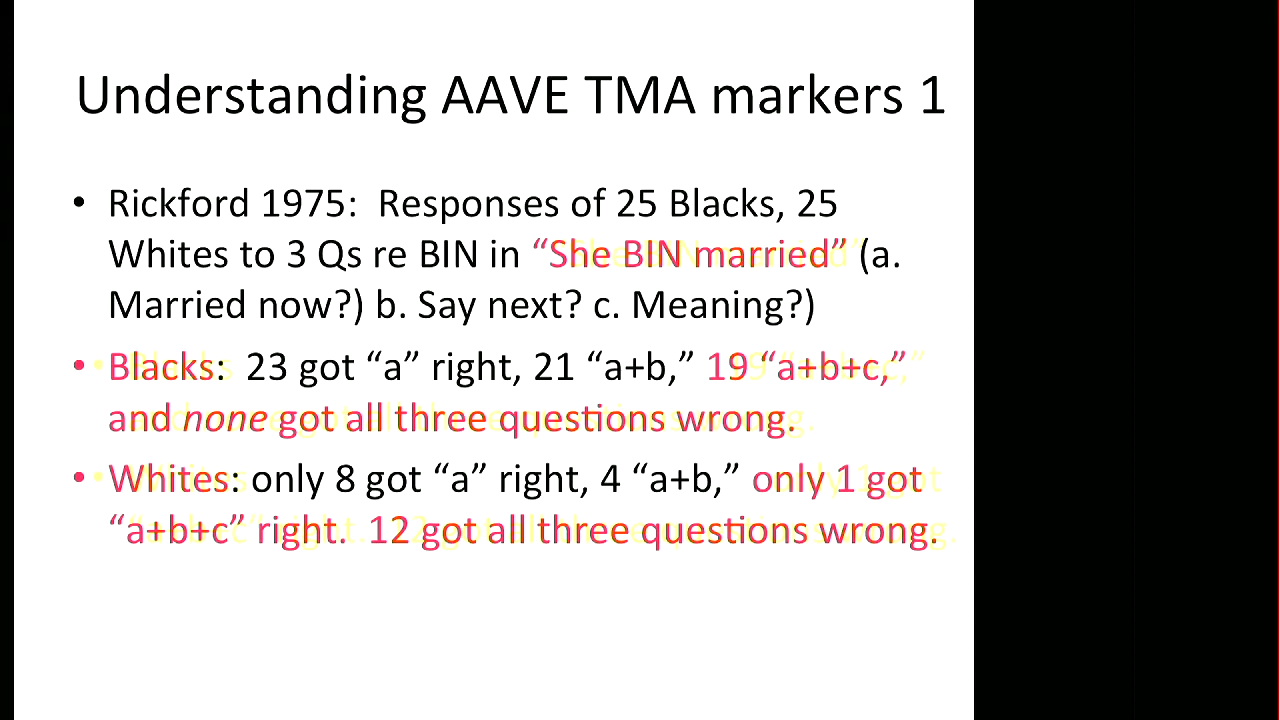 Understanding AAVE TMA markers 1
• Rickford 1975:  Responses of 25 Blacks, 25
Whites to 3 Qs re BIN in “She BIN married” (a.
Married now?) b. Say next? c. Meaning?)
• Blacks:  23 got “a” right, 21 “a+b,” 19 “a+b+c,”
and none got all three questions wrong.
• Whites: only 8 got “a” right, 4 “a+b,” only 1 got
“a+b+c” right.  12 got all three questions wrong.